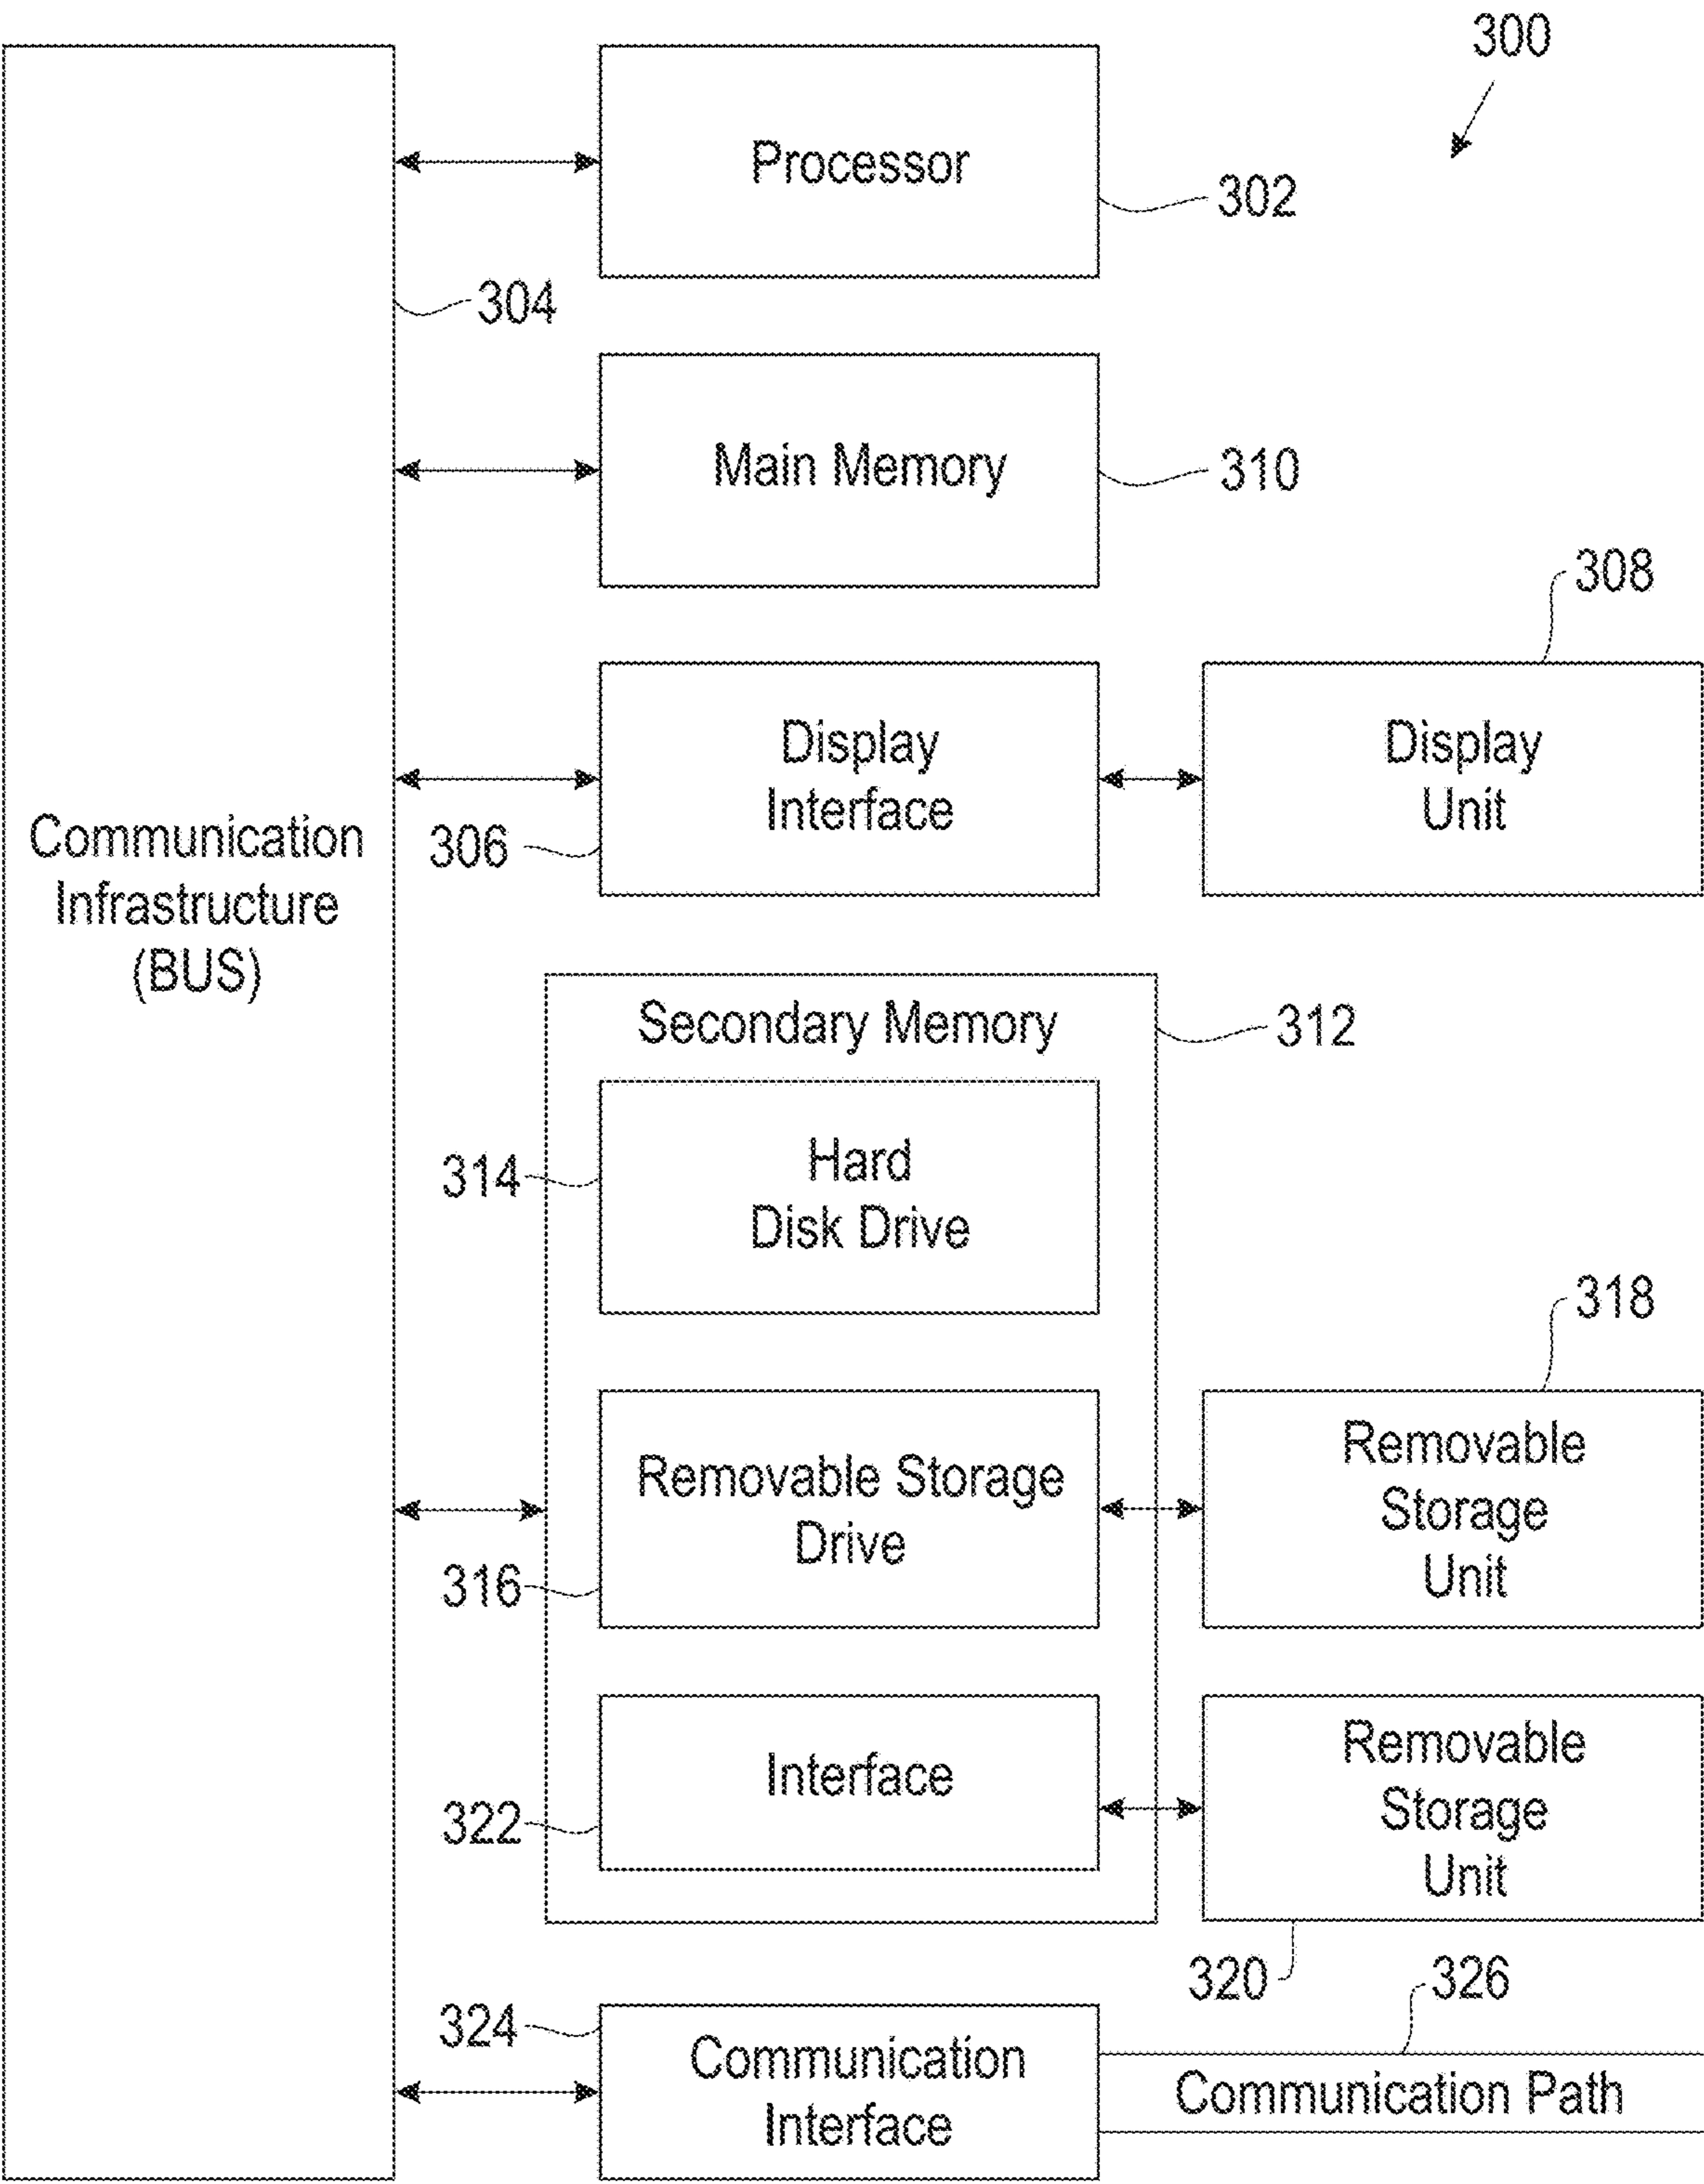 300
Processor
302
304
Main Memory
310
308
Display
Interface
306
Display
Unit
Communication
Infrastructure
(BUS)
Secondary Memory
312
Hard
Disk Drive
314
318
Removable Storage
Drive
316
Removable
Storage
Unit
Interface
322
Removable
Storage
Unit
320
326
324
Communication
Interface
Communication Path